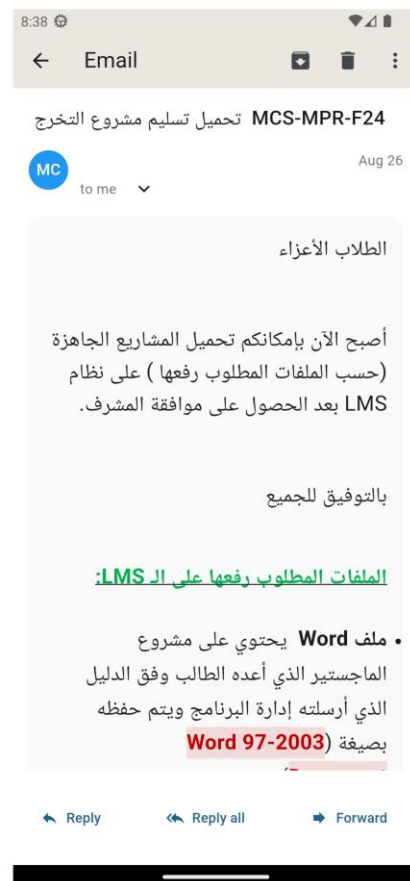 8:38
Email
MCS-MPR-F24 تحميل تسليم مشروع التخرج
MC
Aug 26
to me
الطلاب الأعزاء
أصبح الآن بإمكانكم تحميل المشاريع الجاهزة
(حسب الملفات المطلوب رفعها ) على نظام
LMS بعد الحصول على موافقة المشرف.
بالتوفيق للجميع
الملفات المطلوب رفعها على الـ LMS:
• ملف Word يحتوي على مشروع
الماجستير الذي أعده الطالب وفق الدليل
الذي أرسلته إدارة البرنامج ويتم حفظه
بصيغة (Word 97-2003
Reply
Reply all
Forward